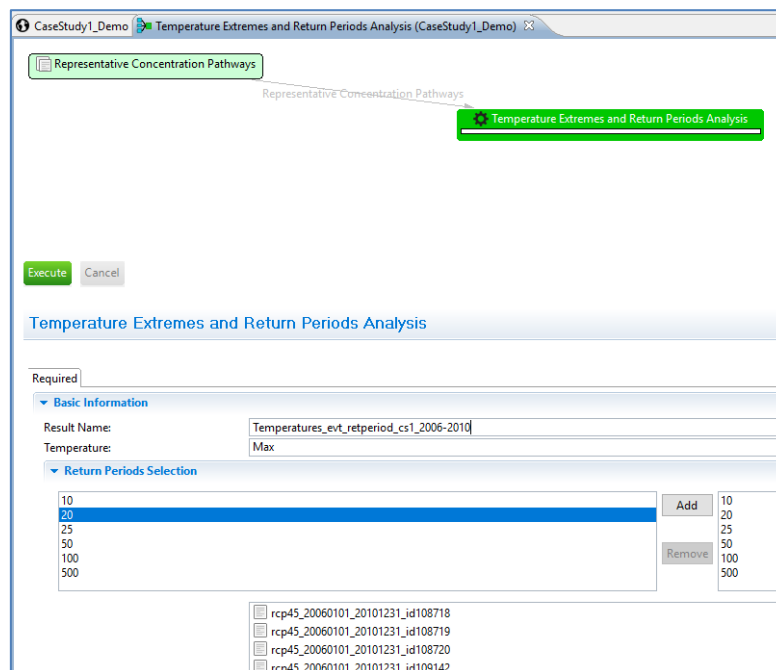 CaseStudy1_Demo Temperature Extremes and Return Periods Analysis (CaseStudy1_Demo)
Representative Concentration Pathways
Representative Concentration Pathways
Temperature Extremes and Return Periods Analysis
Execute Cancel
Temperature Extremes and Return Periods Analysis
Required
Basic Information
Result Name: Temperatures_evt_retperiod_cs1_2006-2010
Temperature: Max
Return Periods Selection
10 Add 10
20 20
25 25
50 Remove 50
100 100
500 500
rcp45_20060101_20101231_id108718
rcp45_20060101_20101231_id108719
rcp45_20060101_20101231_id108720
rcp45_20060101_20101231_id109142